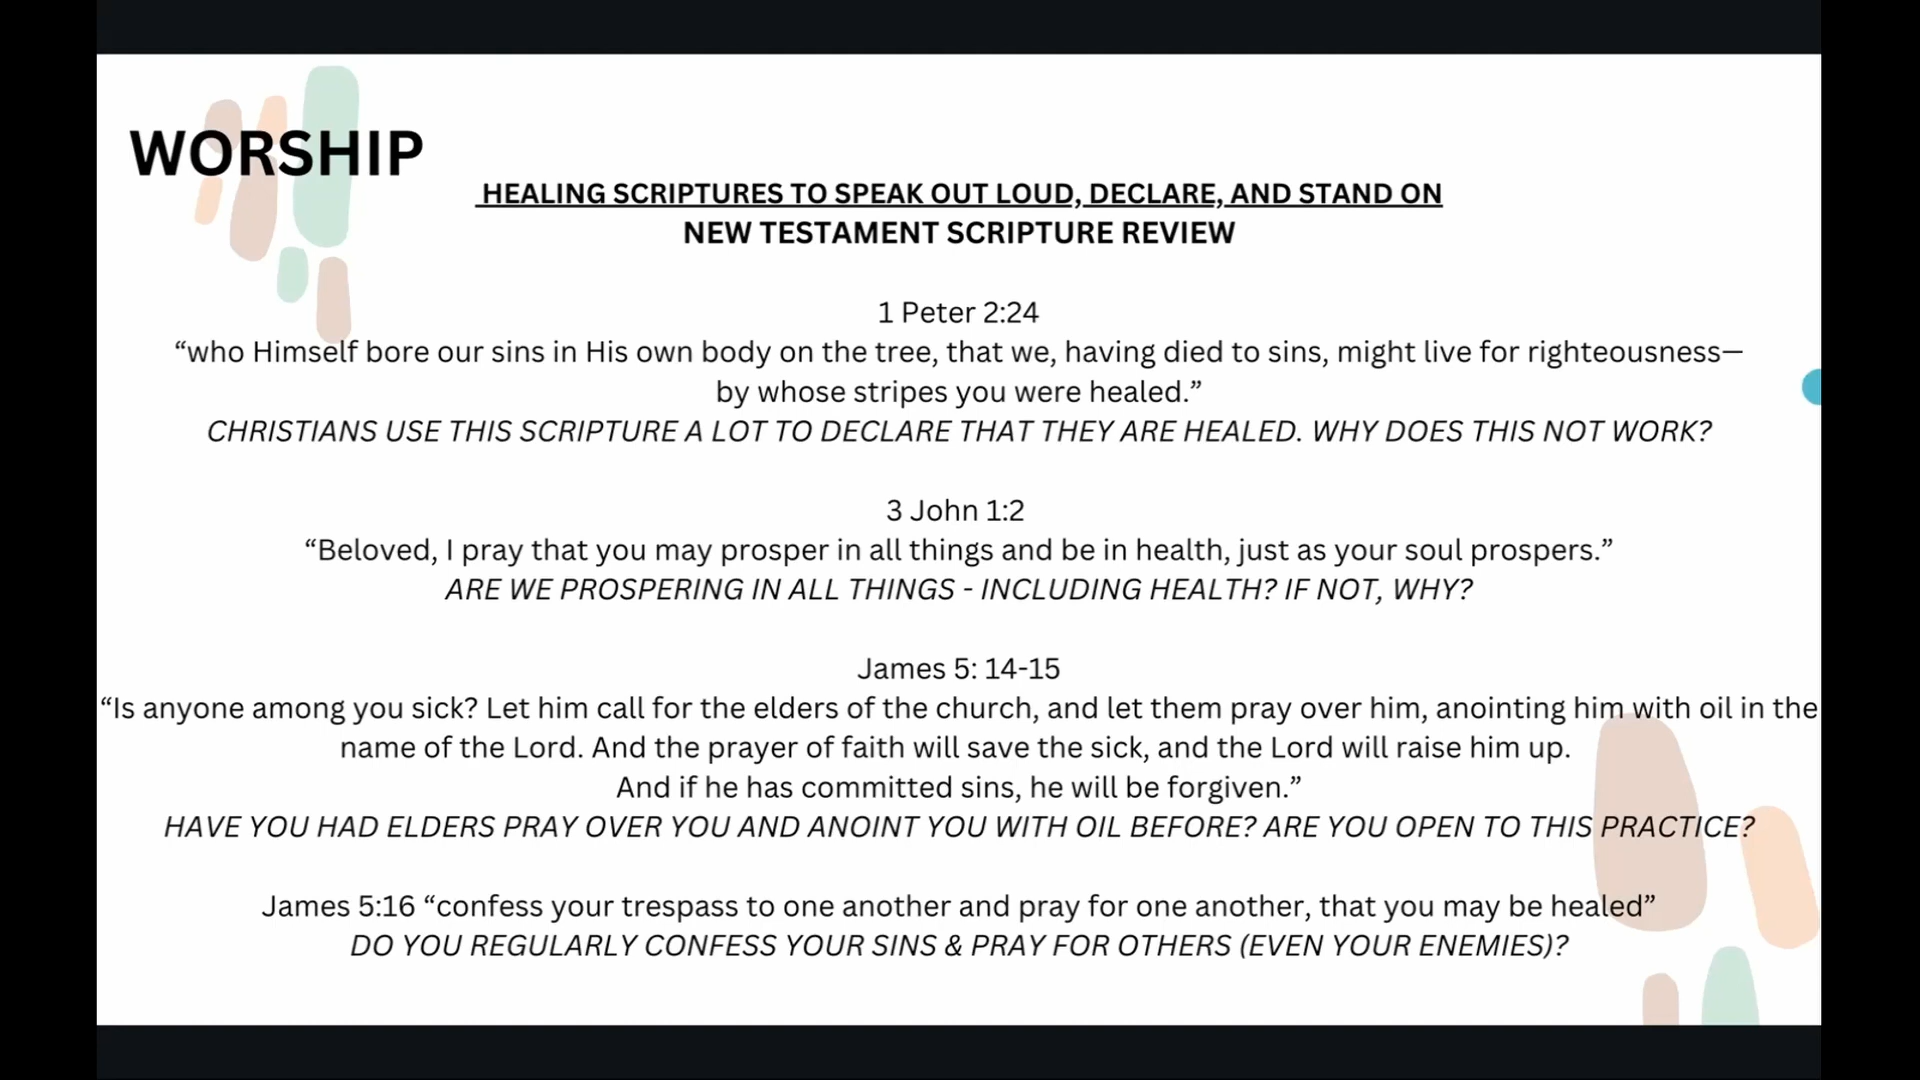 WORSHIP
HEALING SCRIPTURES TO SPEAK OUT LOUD, DECLARE, AND STAND ON
NEW TESTAMENT SCRIPTURE REVIEW
1 Peter 2:24
“who Himself bore our sins in His own body on the tree, that we, having died to sins, might live for righteousness—
by whose stripes you were healed.”
CHRISTIANS USE THIS SCRIPTURE A LOT TO DECLARE THAT THEY ARE HEALED. WHY DOES THIS NOT WORK?
3 John 1:2
“Beloved, I pray that you may prosper in all things and be in health, just as your soul prospers.”
ARE WE PROSPERING IN ALL THINGS - INCLUDING HEALTH? IF NOT, WHY?
James 5: 14-15
“Is anyone among you sick? Let him call for the elders of the church, and let them pray over him, anointing him with oil in the
name of the Lord. And the prayer of faith will save the sick, and the Lord will raise him up.
And if he has committed sins, he will be forgiven.”
HAVE YOU HAD ELDERS PRAY OVER YOU AND ANOINT YOU WITH OIL BEFORE? ARE YOU OPEN TO THIS PRACTICE?
James 5:16 “confess your trespass to one another and pray for one another, that you may be healed”
DO YOU REGULARLY CONFESS YOUR SINS & PRAY FOR OTHERS (EVEN YOUR ENEMIES)?